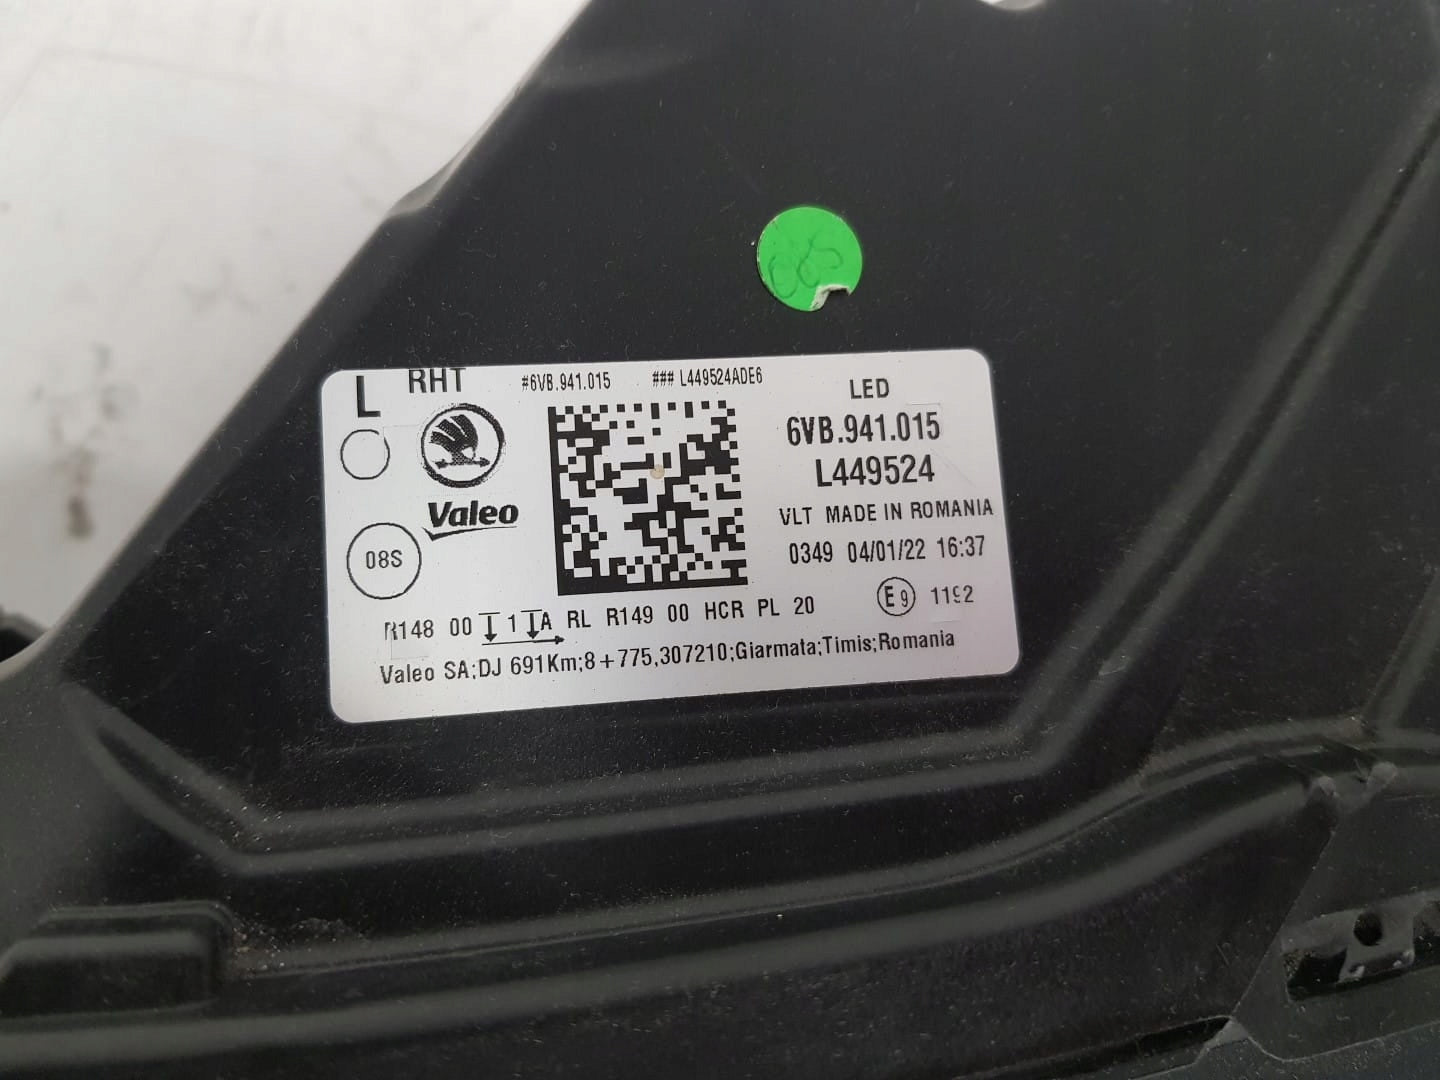 L RHT #6VB.941.015 ### L449524ADE6
LED
6VB.941.015
L449524
Valeo
VLT MADE IN ROMANIA
08S
0349 04/01/22 16:37
E9 1192
R148 00 1 A RL R149 00 HCR PL 20
Valeo SA;DJ 691Km;8+775,307210;Giarmata;Timis;Romania